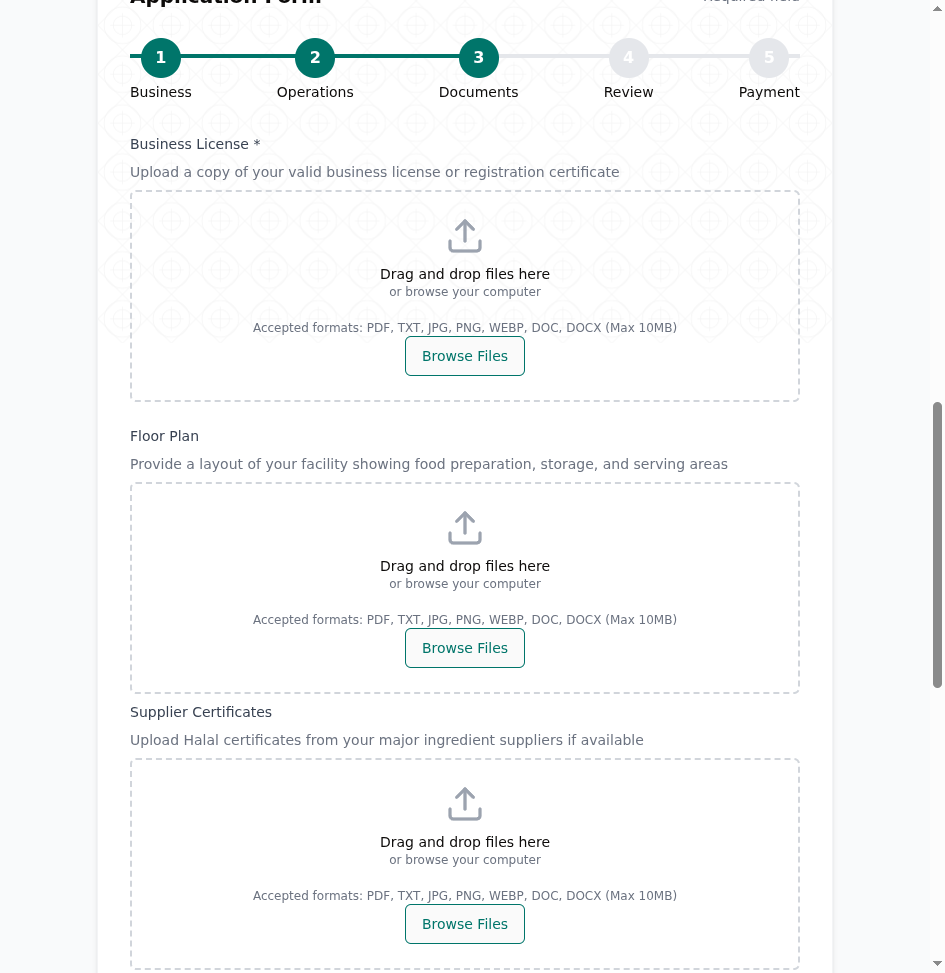 Application Form
Required field
1
2
3
4
5
Business
Operations
Documents
Review
Payment
Business License *
Upload a copy of your valid business license or registration certificate
Drag and drop files here
or browse your computer
Accepted formats: PDF, TXT, JPG, PNG, WEBP, DOC, DOCX (Max 10MB)
Browse Files
Floor Plan
Provide a layout of your facility showing food preparation, storage, and serving areas
Drag and drop files here
or browse your computer
Accepted formats: PDF, TXT, JPG, PNG, WEBP, DOC, DOCX (Max 10MB)
Browse Files
Supplier Certificates
Upload Halal certificates from your major ingredient suppliers if available
Drag and drop files here
or browse your computer
Accepted formats: PDF, TXT, JPG, PNG, WEBP, DOC, DOCX (Max 10MB)
Browse Files